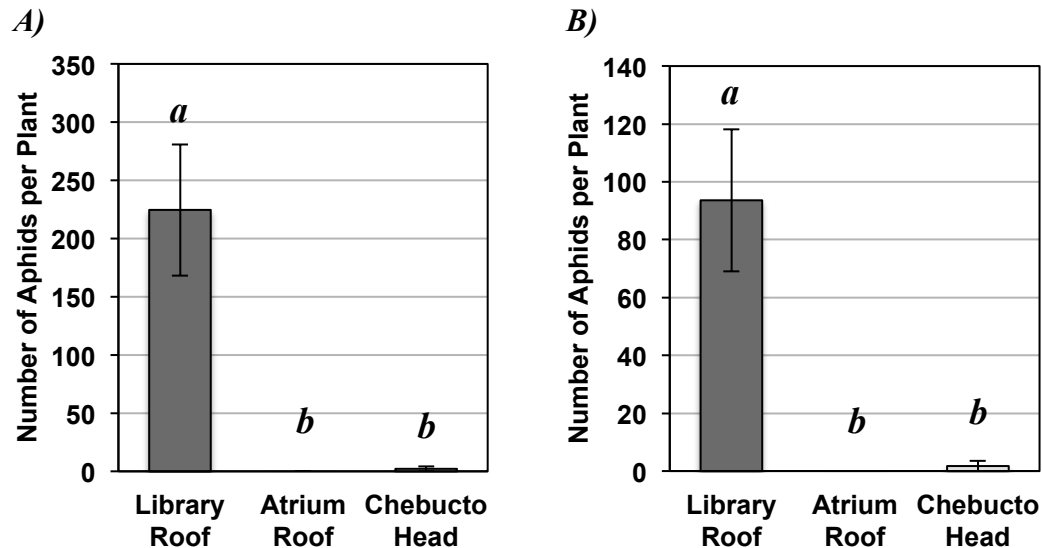 A)
Number of Aphids per Plant
350
300
250
200
150
100
50
0
a
b
b
Library
Roof
Atrium
Roof
Chebucto
Head
B)
Number of Aphids per Plant
140
120
100
80
60
40
20
0
a
b
b
Library
Roof
Atrium
Roof
Chebucto
Head